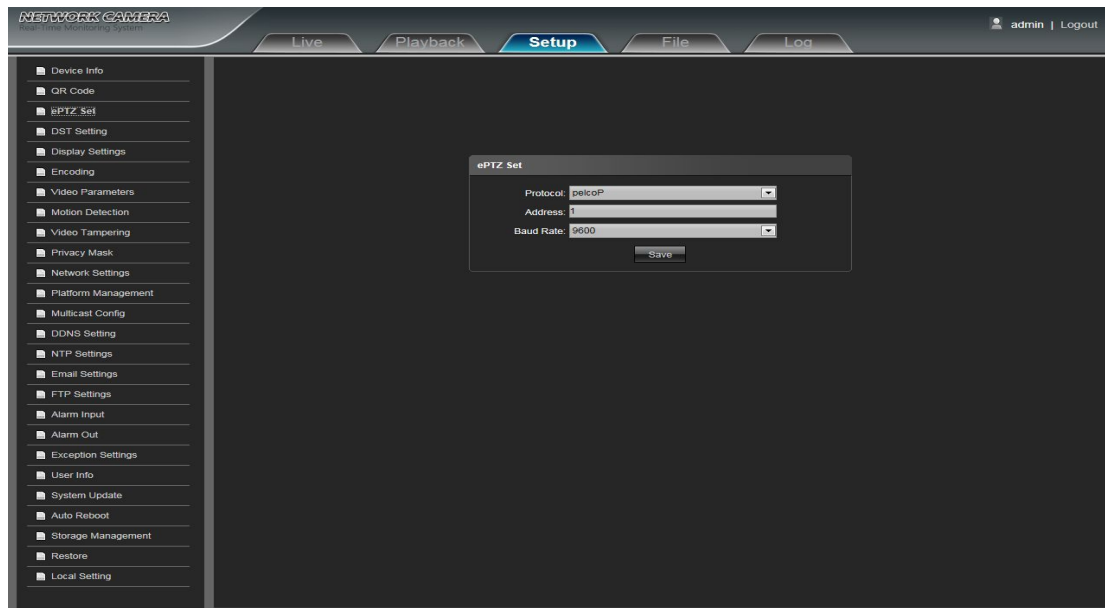 NETWORK CAMERA
Real-Time Monitoring System
admin | Logout
Live
Playback
Setup
File
Log
Device Info
QR Code
ePTZ Set
DST Setting
Display Settings
Encoding
Video Parameters
Motion Detection
Video Tampering
Privacy Mask
Network Settings
Platform Management
Multicast Config
DDNS Setting
NTP Settings
Email Settings
FTP Settings
Alarm Input
Alarm Out
Exception Settings
User Info
System Update
Auto Reboot
Storage Management
Restore
Local Setting
ePTZ Set
Protocol: pelcoP
Address: 1
Baud Rate: 9600
Save